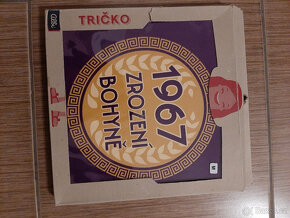 TRIČKO
1967
ZROZENÍ
BOHYNĚ